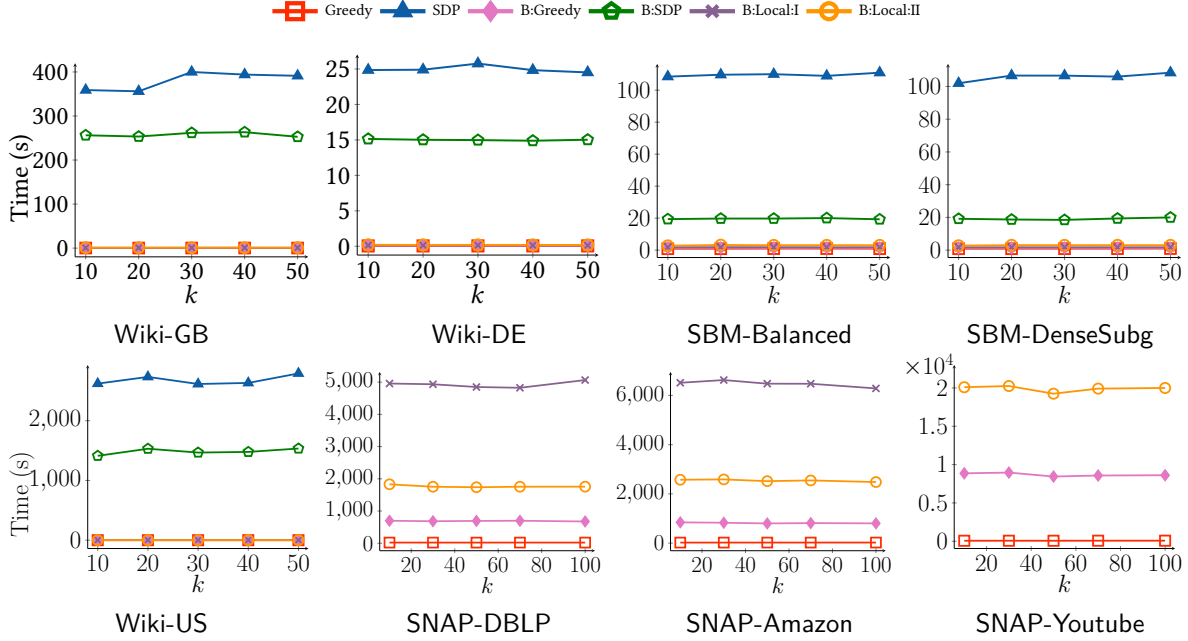 Greedy SDP B:Greedy B:SDP B:Local:I B:Local:II
Time (s)
400
300
200
100
0
10 20 30 40 50
k
Wiki-GB
25
20
15
10
5
0
10 20 30 40 50
k
Wiki-DE
100
80
60
40
20
0
10 20 30 40 50
k
SBM-Balanced
100
80
60
40
20
0
10 20 30 40 50
k
SBM-DenseSubg
Time (s)
2,000
1,000
0
10 20 30 40 50
k
Wiki-US
5,000
4,000
3,000
2,000
1,000
0
20 40 60 80 100
k
SNAP-DBLP
6,000
4,000
2,000
0
20 40 60 80 100
k
SNAP-Amazon
×10⁴
2
1.5
1
0.5
0
20 40 60 80 100
k
SNAP-Youtube